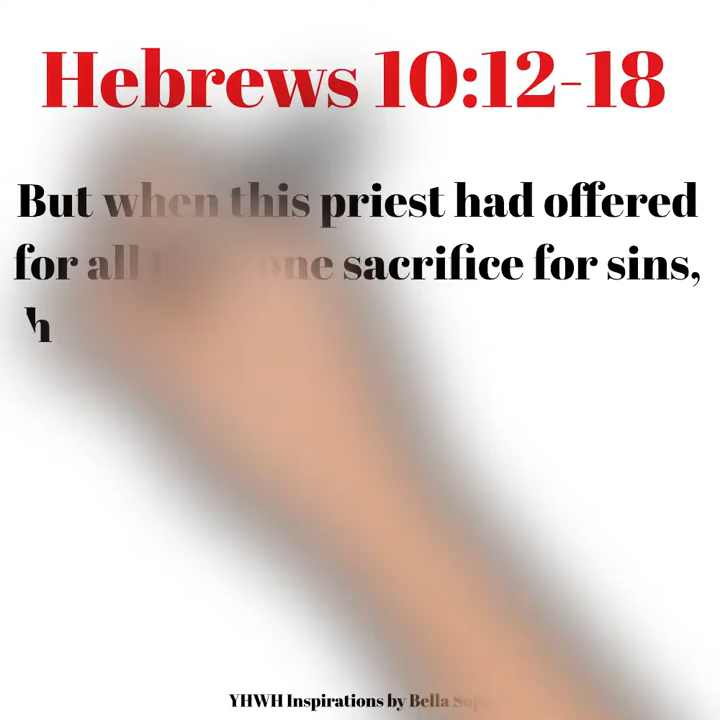 Hebrews 10:12-18
But when this priest had offered
for all one sacrifice for sins,
h
YHWH Inspirations by Bella